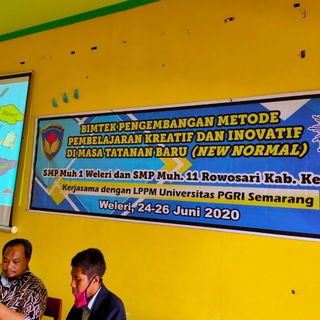 BIMTEK PENGEMBANGAN METODE
PEMBELAJARAN KREATIF DAN INOVATIF
DI MASA TATANAN BARU (NEW NORMAL)
SMP Muh 1 Weleri dan SMP Muh. 11 Rowosari Kab. Ke
Kerjasama dengan LPPM Universitas PGRI Semarang
Weleri, 24-26 Juni 2020